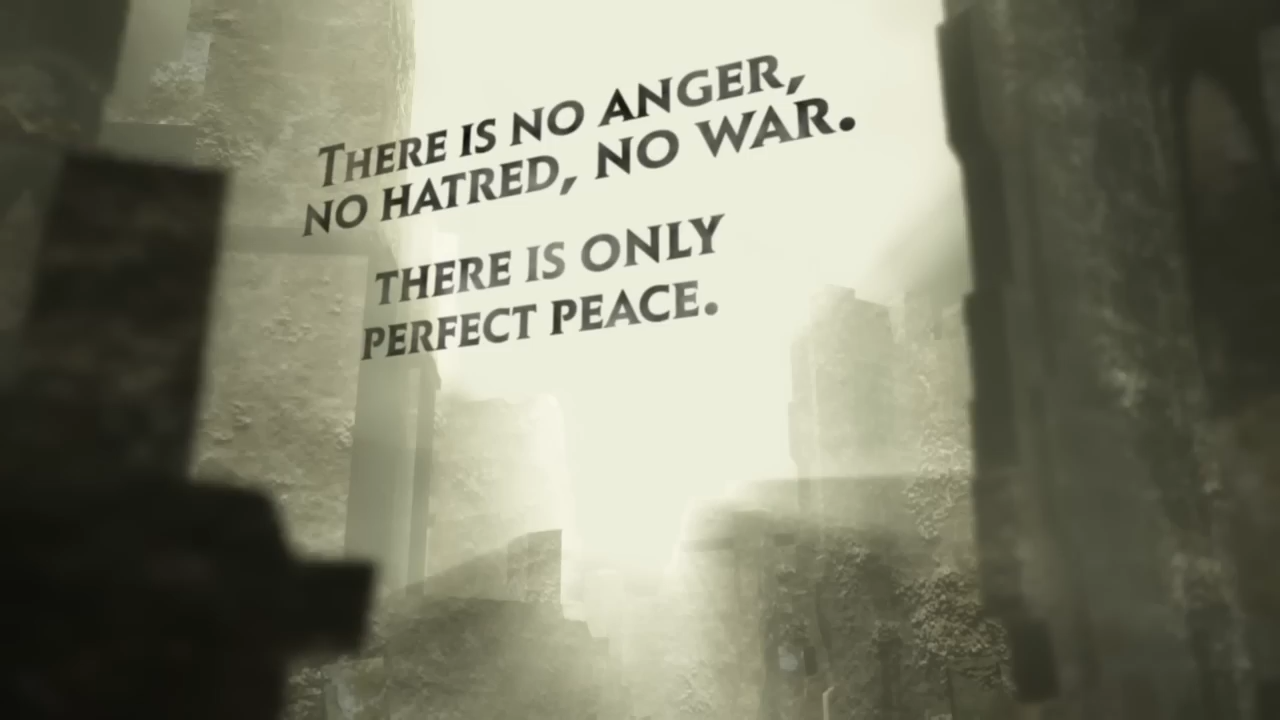 There is no anger,
no hatred, no war.
there is only
perfect peace.